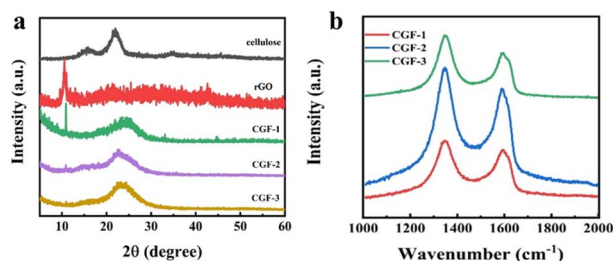 a
Intensity (a.u.)
cellulose
rGO
CGF-1
CGF-2
CGF-3
10 20 30 40 50 60
2θ (degree)
b
Intensity (a.u.)
CGF-1
CGF-2
CGF-3
1000 1200 1400 1600 1800 2000
Wavenumber (cm⁻¹)